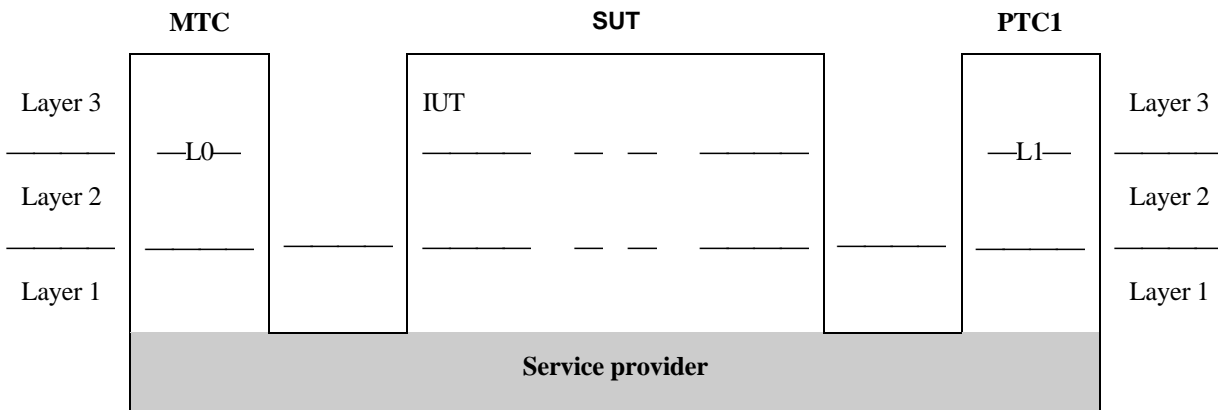 MTC SUT PTC1
Layer 3 IUT Layer 3
L0 L1
Layer 2 Layer 2
Layer 1 Layer 1
Service provider